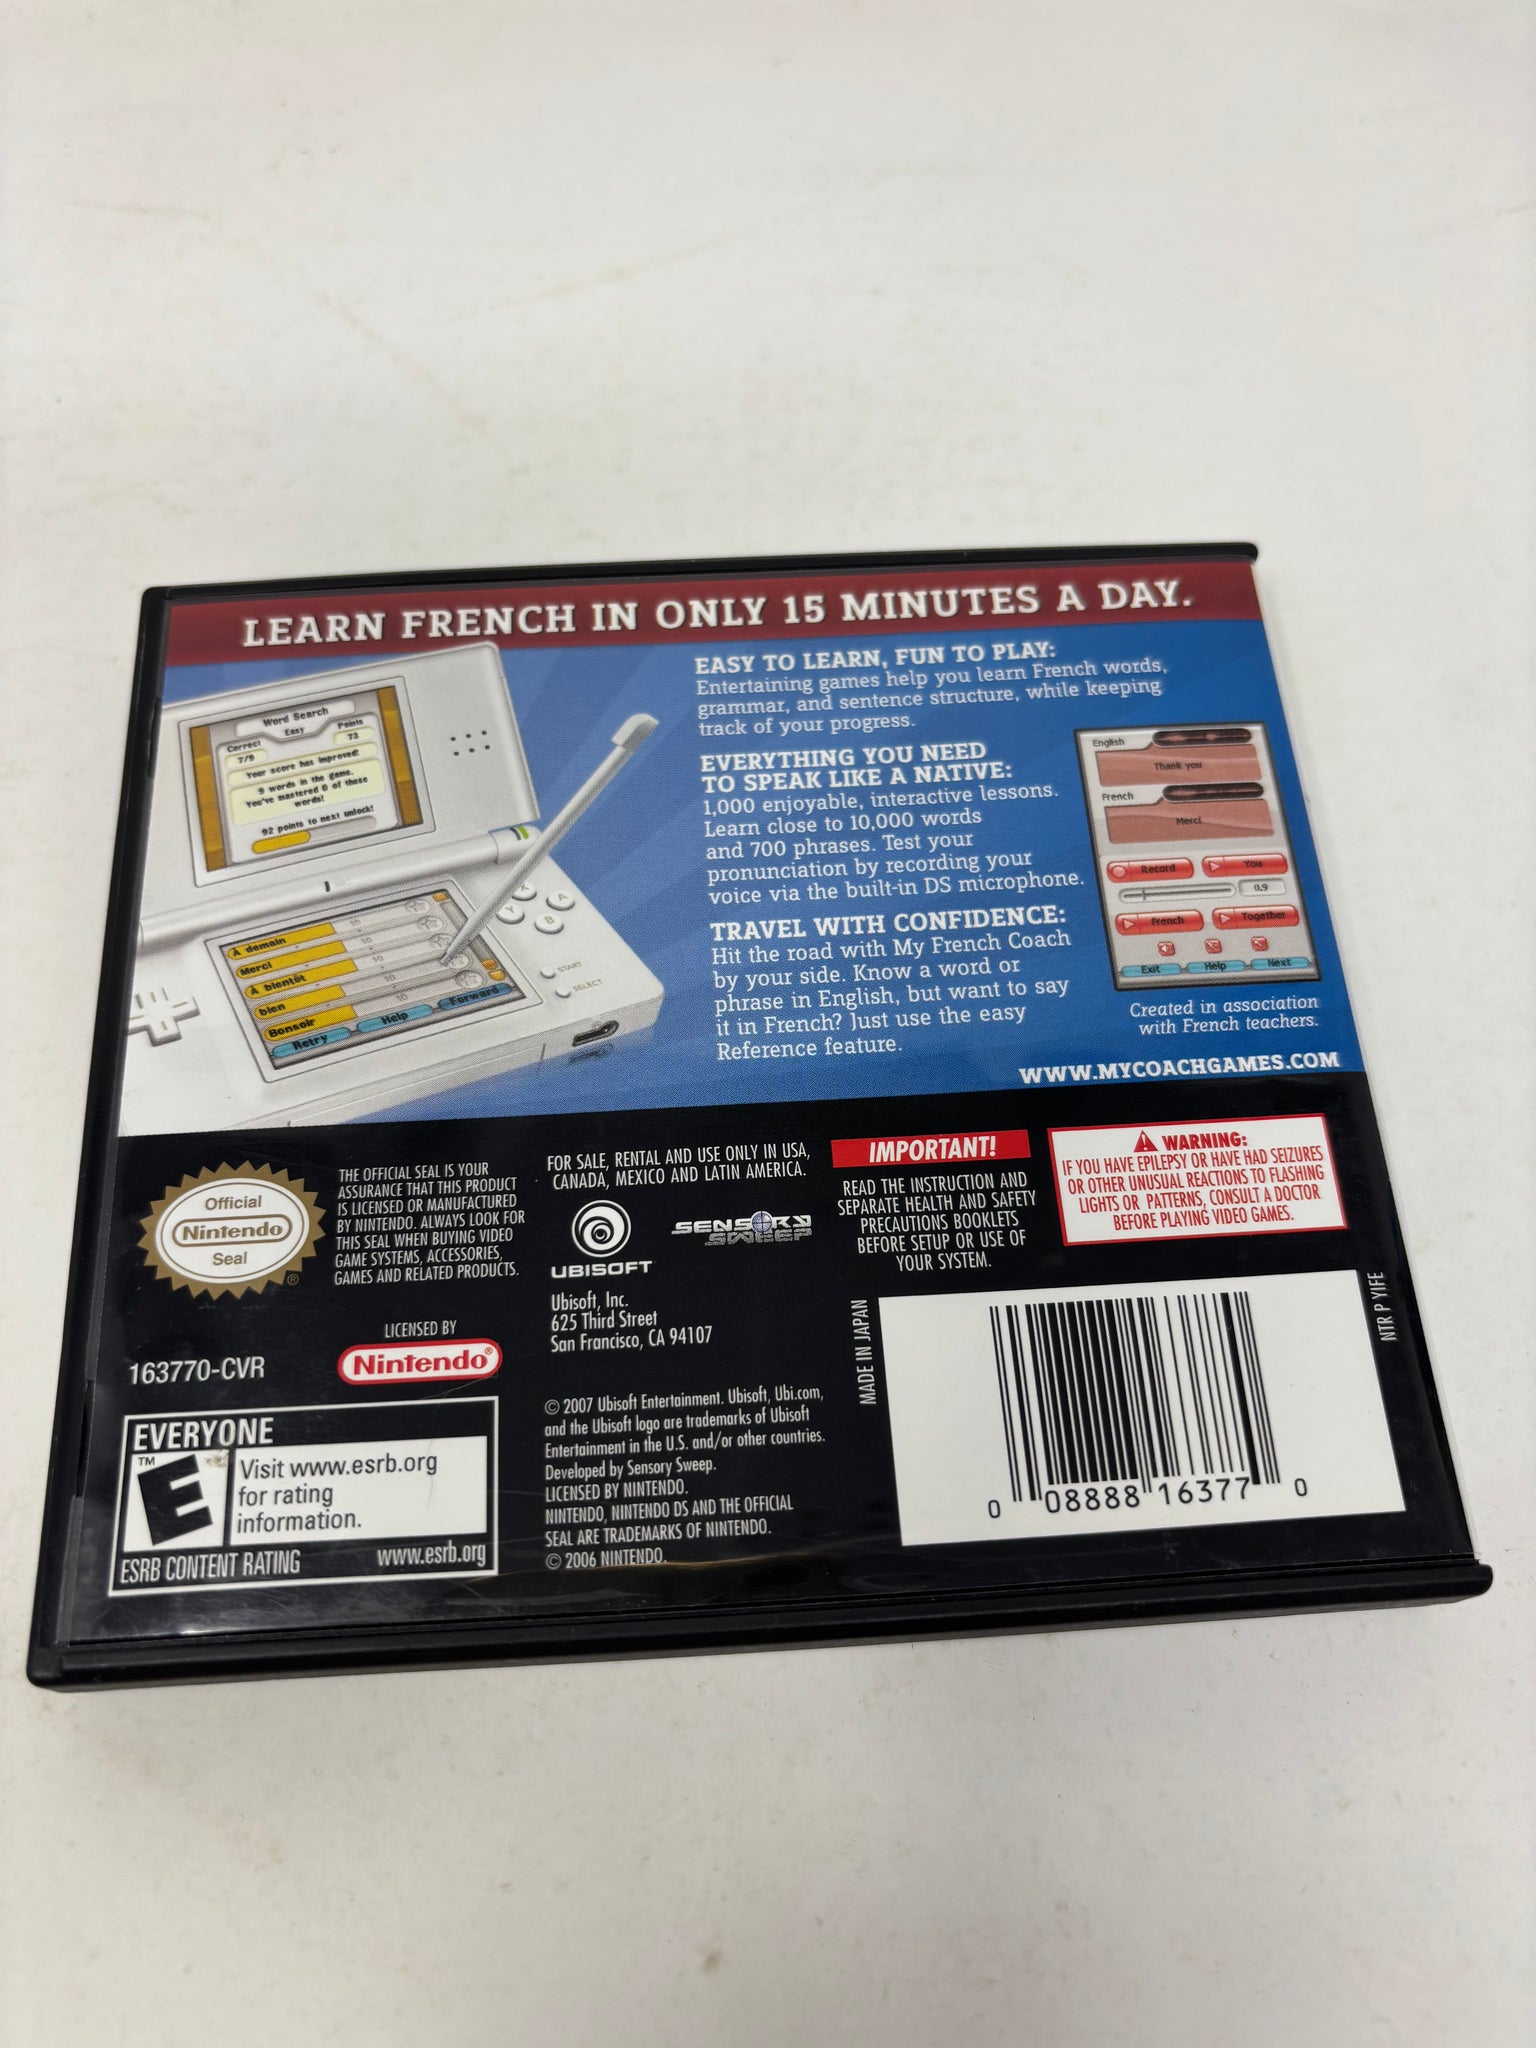 LEARN FRENCH IN ONLY 15 MINUTES A DAY.
Word Search
Easy
Correct
7/9
Points
73
Your score has improved!
9 words in the game.
You've mastered 0 of these
words!
92 points to next unlock!
À demain
10
Merci
10
À bientôt
10
bien
10
Bonsoir
10
Retry
Help
Forward
X
Y
A
B
START
SELECT
EASY TO LEARN, FUN TO PLAY:
Entertaining games help you learn French words,
grammar, and sentence structure, while keeping
track of your progress.
EVERYTHING YOU NEED
TO SPEAK LIKE A NATIVE:
1,000 enjoyable, interactive lessons.
Learn close to 10,000 words
and 700 phrases. Test your
pronunciation by recording your
voice via the built-in DS microphone.
TRAVEL WITH CONFIDENCE:
Hit the road with My French Coach
by your side. Know a word or
phrase in English, but want to say
it in French? Just use the easy
Reference feature.
English
Thank you
French
Merci
Record
You
0.9
French
Together
Exit
Help
Next
Created in association
with French teachers.
WWW.MYCOACHGAMES.COM
Official
Nintendo
Seal
®
THE OFFICIAL SEAL IS YOUR
ASSURANCE THAT THIS PRODUCT
IS LICENSED OR MANUFACTURED
BY NINTENDO. ALWAYS LOOK FOR
THIS SEAL WHEN BUYING VIDEO
GAME SYSTEMS, ACCESSORIES,
GAMES AND RELATED PRODUCTS.
LICENSED BY
Nintendo®
163770-CVR
EVERYONE
TM
E
Visit www.esrb.org
for rating
information.
ESRB CONTENT RATING
www.esrb.org
FOR SALE, RENTAL AND USE ONLY IN USA,
CANADA, MEXICO AND LATIN AMERICA.
UBISOFT
SENSORY
SWEEP
Ubisoft, Inc.
625 Third Street
San Francisco, CA 94107
© 2007 Ubisoft Entertainment. Ubisoft, Ubi.com,
and the Ubisoft logo are trademarks of Ubisoft
Entertainment in the U.S. and/or other countries.
Developed by Sensory Sweep.
LICENSED BY NINTENDO.
NINTENDO, NINTENDO DS AND THE OFFICIAL
SEAL ARE TRADEMARKS OF NINTENDO.
© 2006 NINTENDO.
IMPORTANT!
READ THE INSTRUCTION AND
SEPARATE HEALTH AND SAFETY
PRECAUTIONS BOOKLETS
BEFORE SETUP OR USE OF
YOUR SYSTEM.
WARNING:
IF YOU HAVE EPILEPSY OR HAVE HAD SEIZURES
OR OTHER UNUSUAL REACTIONS TO FLASHING
LIGHTS OR PATTERNS, CONSULT A DOCTOR
BEFORE PLAYING VIDEO GAMES.
MADE IN JAPAN
0 08888 16377 0
NTR P YIFE